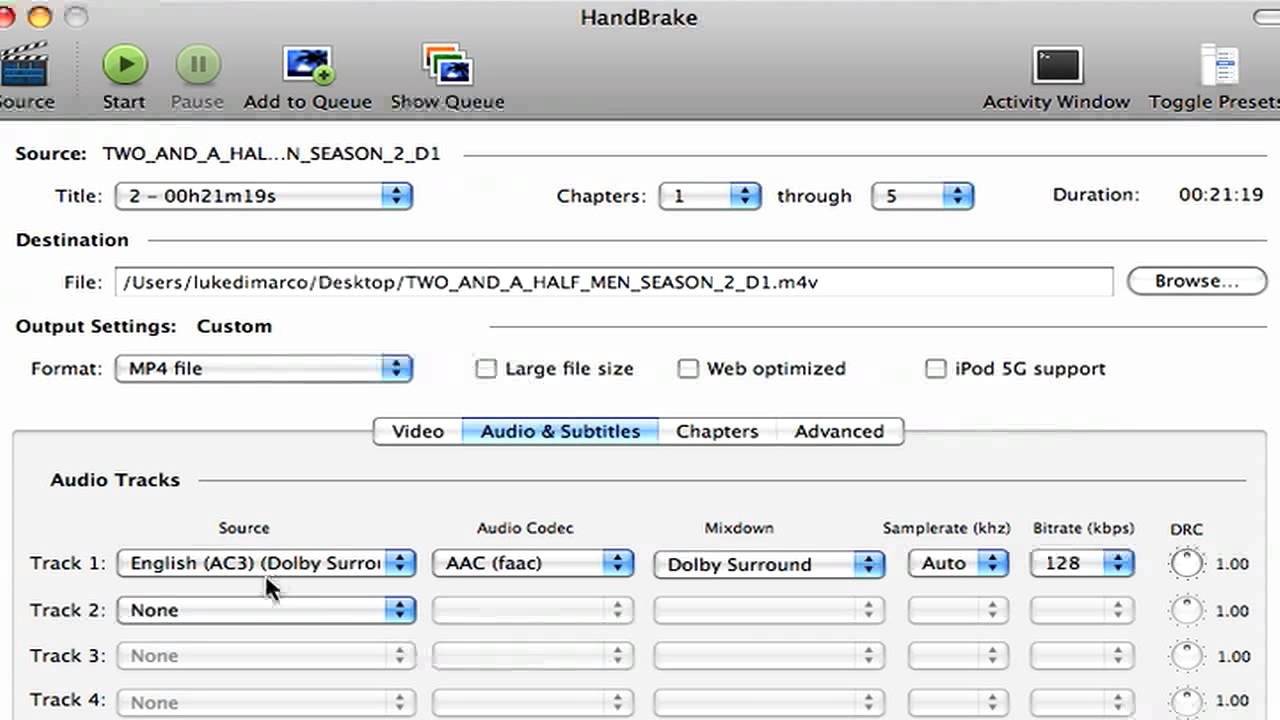 HandBrake
Source Start Pause Add to Queue Show Queue Activity Window Toggle Presets
Source: TWO_AND_A_HAL...N_SEASON_2_D1
Title: 2 - 00h21m19s Chapters: 1 through 5 Duration: 00:21:19
Destination
File: /Users/lukedimarco/Desktop/TWO_AND_A_HALF_MEN_SEASON_2_D1.m4v Browse...
Output Settings: Custom
Format: MP4 file Large file size Web optimized iPod 5G support
Video Audio & Subtitles Chapters Advanced
Audio Tracks
Source Audio Codec Mixdown Samplerate (khz) Bitrate (kbps) DRC
Track 1: English (AC3) (Dolby Surrou AAC (faac) Dolby Surround Auto 128 1.00
Track 2: None 1.00
Track 3: None 1.00
Track 4: None 1.00